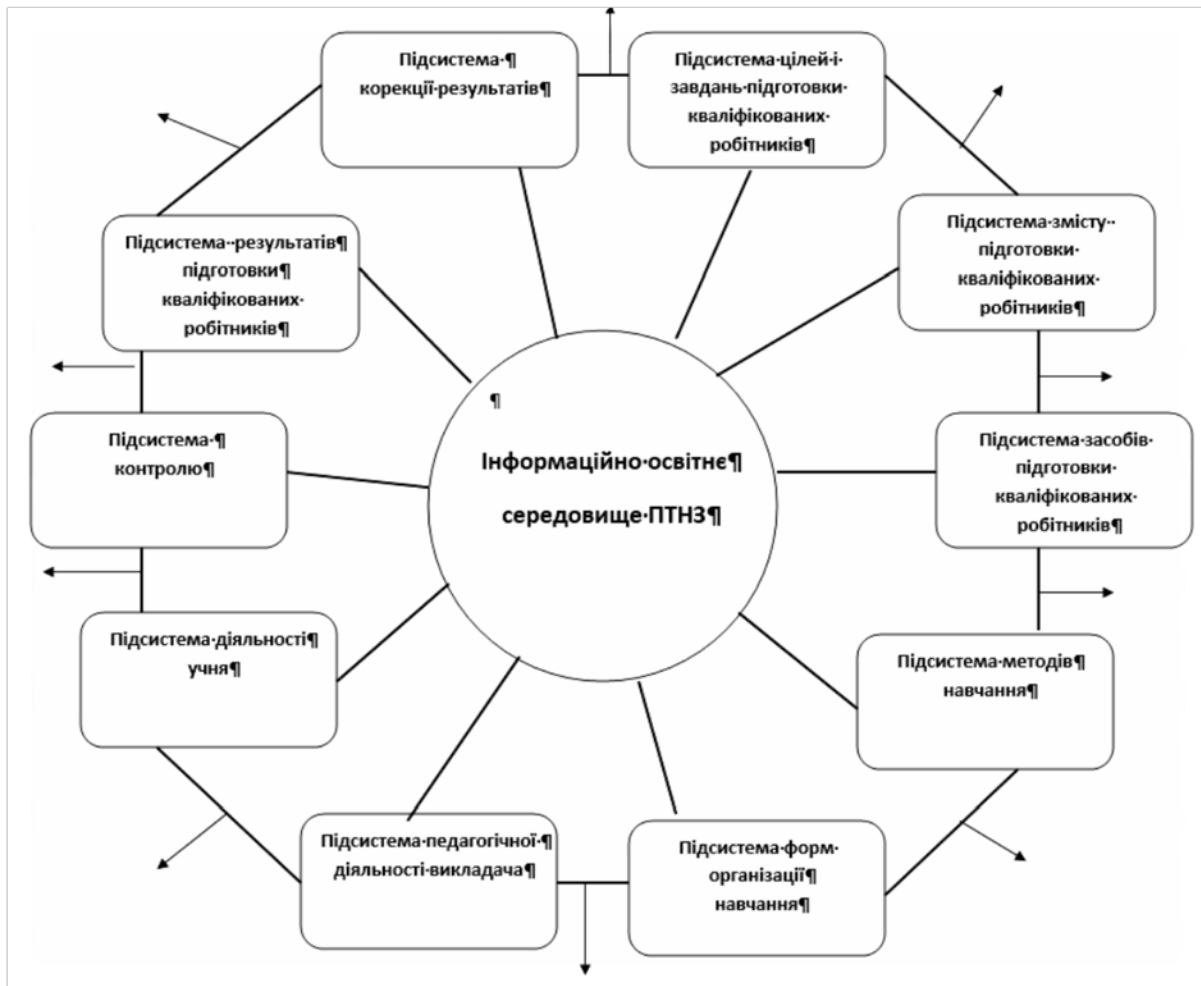 Підсистема·¶
корекції·результатів¶
Підсистема·цілей·і·
завдань·підготовки·
кваліфікованих·
робітників¶
Підсистема·змісту··
підготовки·
кваліфікованих·
робітників¶
Підсистема··результатів¶
підготовки¶
кваліфікованих·
робітників¶
¶
Інформаційно·освітнє¶
середовище·ПТНЗ¶
Підсистема·¶
контролю¶
Підсистема·засобів·
підготовки·
кваліфікованих·
робітників¶
Підсистема·діяльності¶
учня¶
Підсистема·методів¶
навчання¶
Підсистема·педагогічної·¶
діяльності·викладача¶
Підсистема·форм·
організації¶
навчання¶